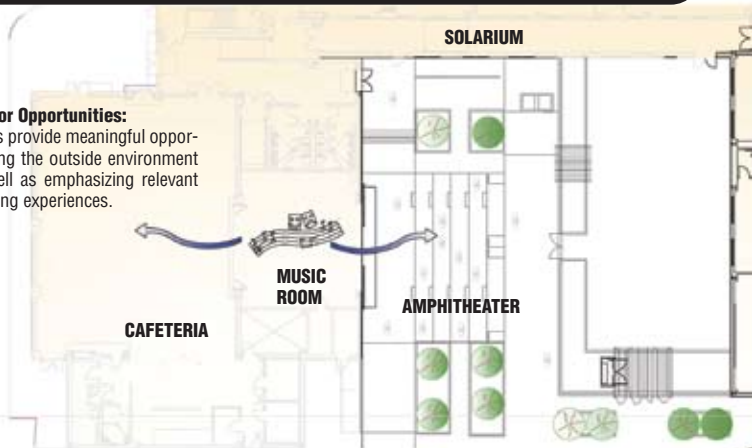 SOLARIUM
or Opportunities:
s provide meaningful oppor-
ng the outside environment
ell as emphasizing relevant
ng experiences.
MUSIC
ROOM
AMPHITHEATER
CAFETERIA